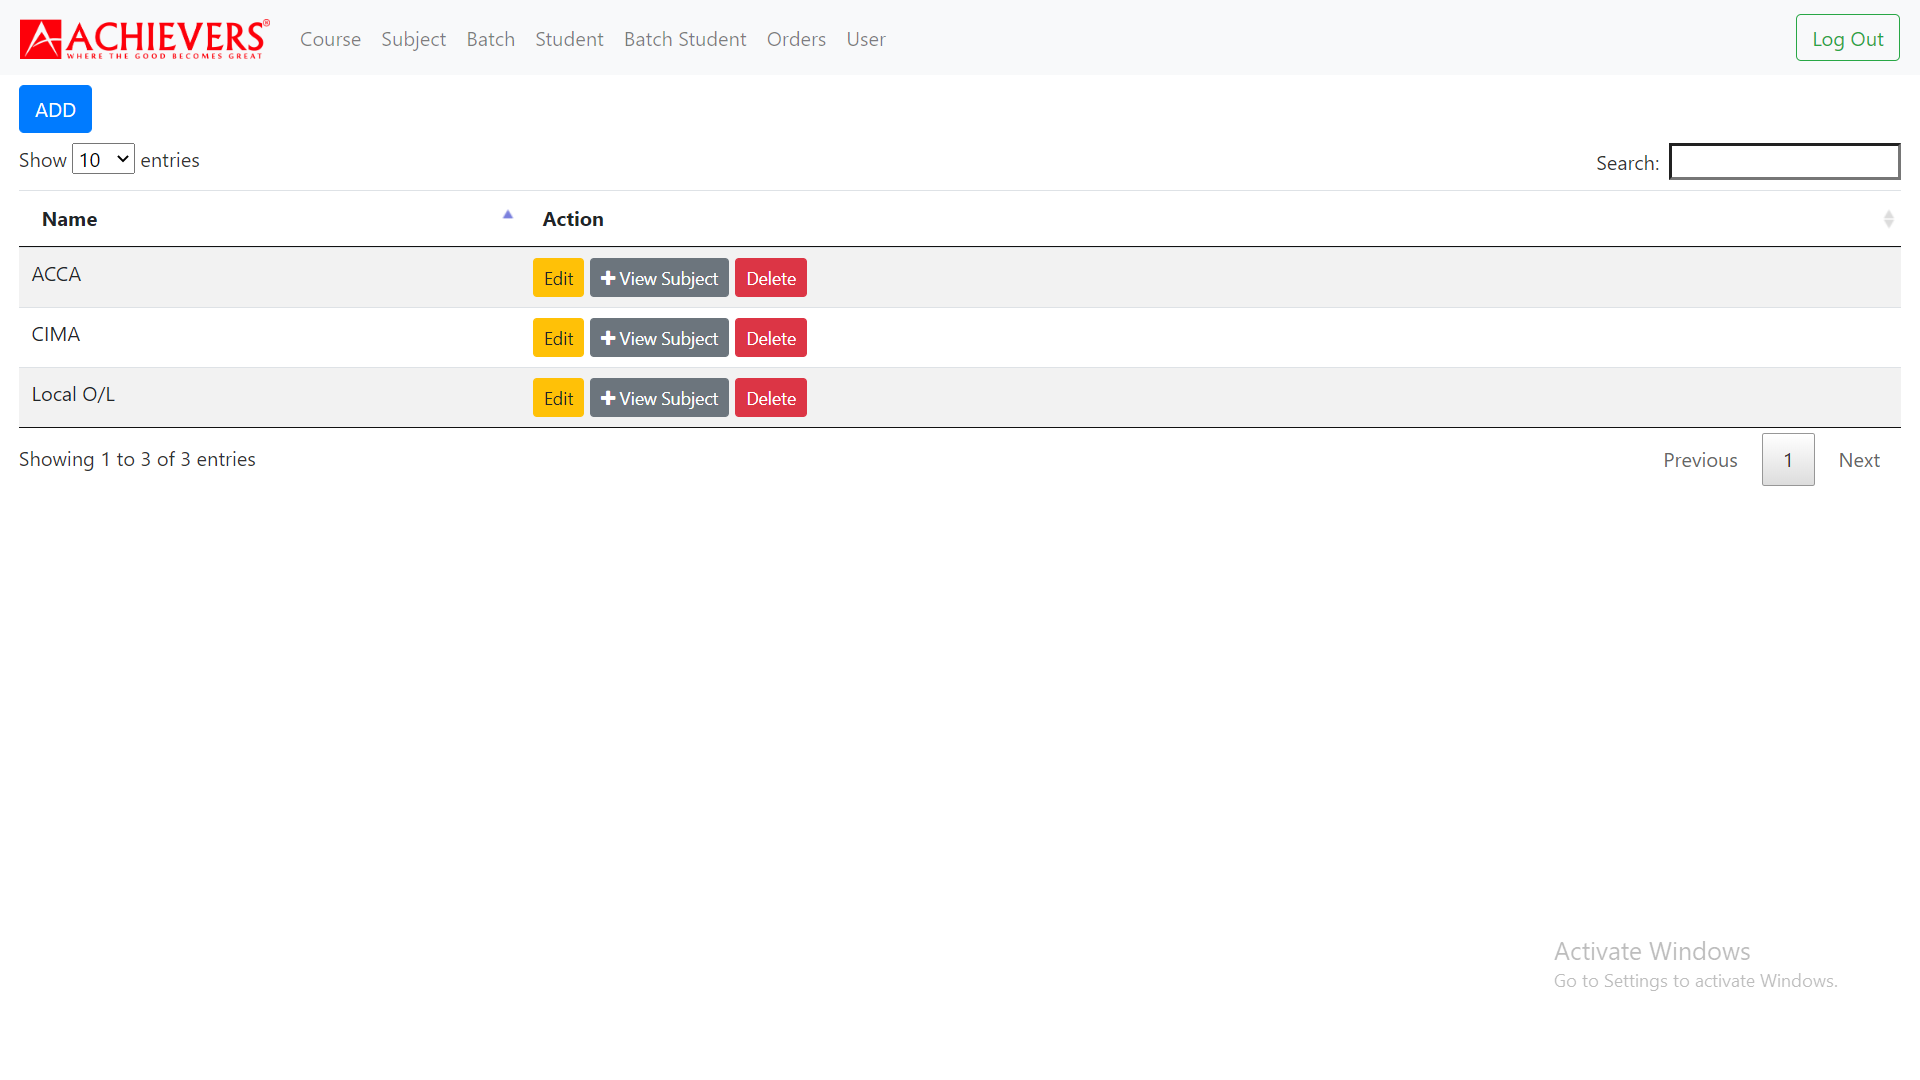 ACHIEVERS®
WHERE THE GOOD BECOMES GREAT
Course Subject Batch Student Batch Student Orders User Log Out
ADD
Show 10 entries Search:
Name Action
ACCA Edit View Subject Delete
CIMA Edit View Subject Delete
Local O/L Edit View Subject Delete
Showing 1 to 3 of 3 entries Previous 1 Next
Activate Windows
Go to Settings to activate Windows.